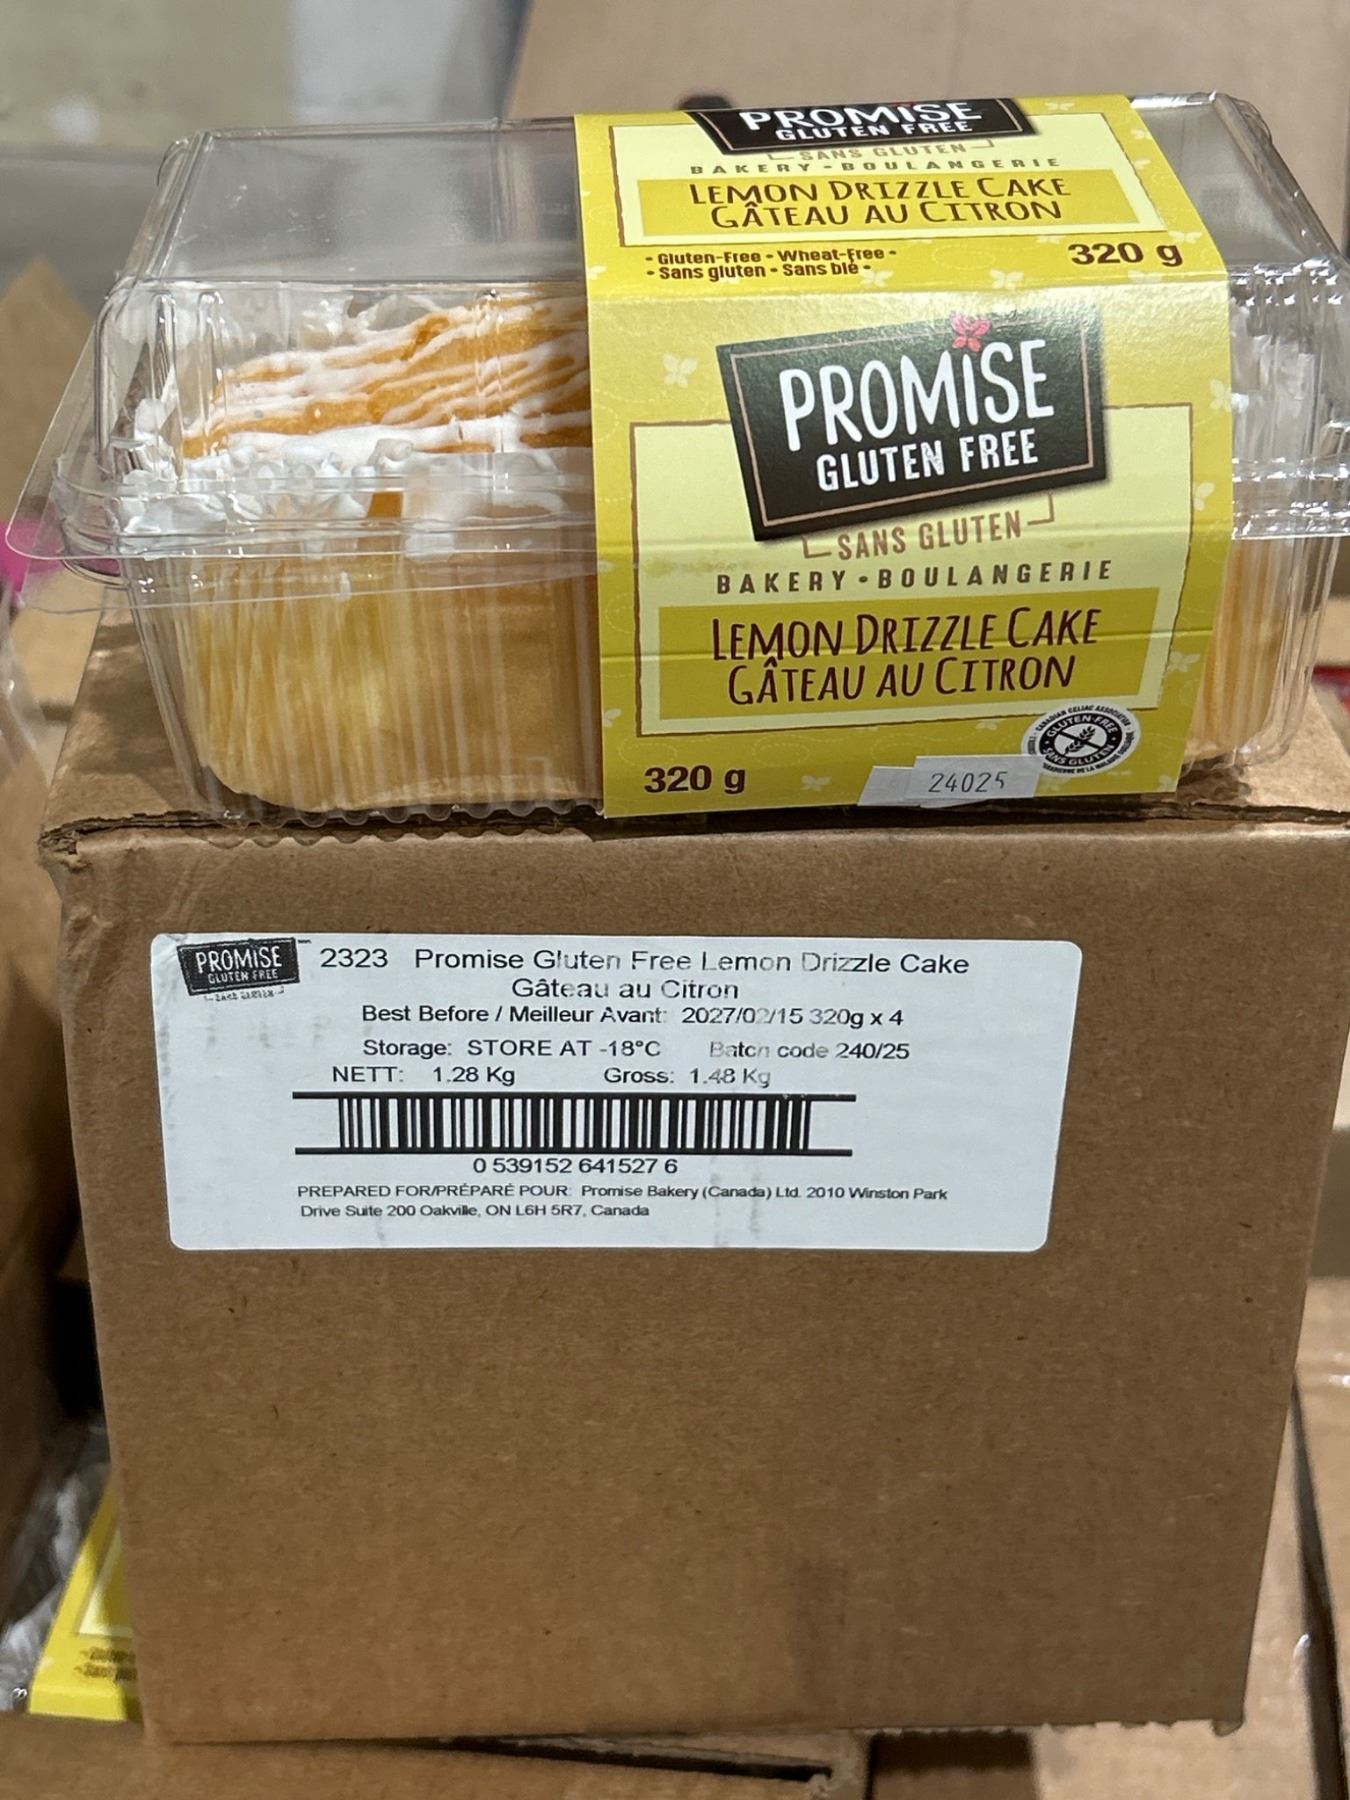 PROMISE
GLUTEN FREE
SANS GLUTEN
BAKERY • BOULANGERIE
LEMON DRIZZLE CAKE
GÂTEAU AU CITRON
• Gluten-Free • Wheat-Free •
• Sans gluten • Sans blé •
320 g
PROMISE
GLUTEN FREE
SANS GLUTEN
BAKERY • BOULANGERIE
LEMON DRIZZLE CAKE
GÂTEAU AU CITRON
GLUTEN-FREE
SANS GLUTEN
320 g
24025
PROMISE
GLUTEN FREE
2323 Promise Gluten Free Lemon Drizzle Cake
Gâteau au Citron
Best Before / Meilleur Avant: 320g x 4
Storage: STORE AT -18°C Batch code 240/25
NETT: 1.28 Kg Gross: 1.48 Kg
0 539152 641527 6
PREPARED FOR/PRÉPARÉ POUR: Promise Bakery (Canada) Ltd. 2010 Winston Park
Drive Suite 200 Oakville, ON L6H 5R7, Canada